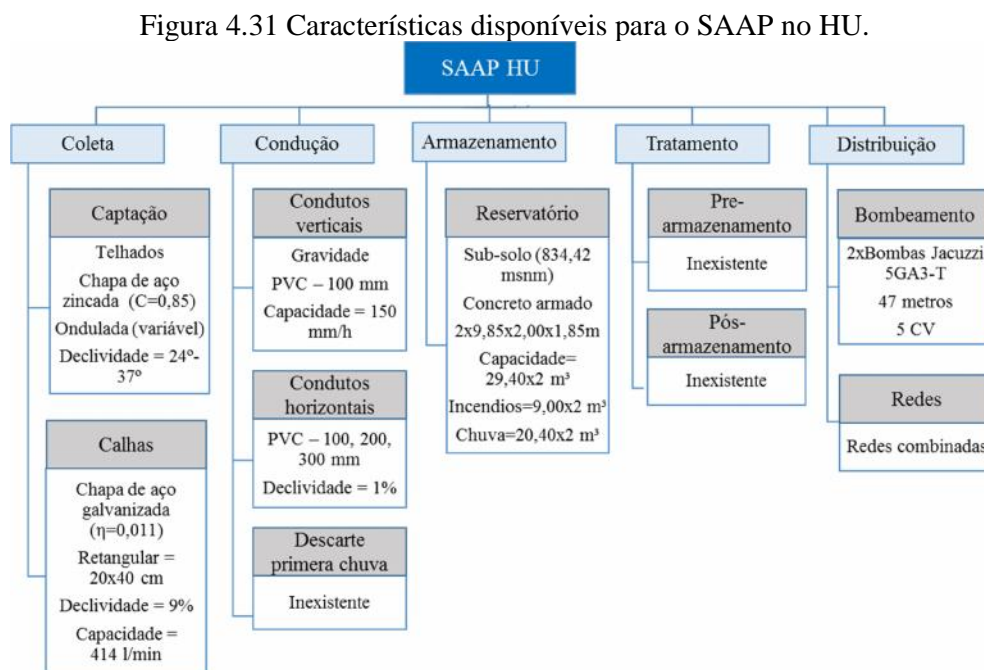 Figura 4.31 Características disponíveis para o SAAP no HU.
SAAP HU
Coleta
Captação
Telhados
Chapa de aço
zincada (C=0,85)
Ondulada (variável)
Declividade = 24º-
37º
Calhas
Chapa de aço
galvanizada
(η=0,011)
Retangular =
20x40 cm
Declividade = 9%
Capacidade =
414 l/min
Condução
Condutos
verticais
Gravidade
PVC – 100 mm
Capacidade = 150
mm/h
Condutos
horizontais
PVC – 100, 200,
300 mm
Declividade = 1%
Descarte
primera chuva
Inexistente
Armazenamento
Reservatório
Sub-solo (834,42
msnm)
Concreto armado
2x9,85x2,00x1,85m
Capacidade=
29,40x2 m³
Incendios=9,00x2 m³
Chuva=20,40x2 m³
Tratamento
Pre-
armazenamento
Inexistente
Pós-
armazenamento
Inexistente
Distribuição
Bombeamento
2xBombas Jacuzzi
5GA3-T
47 metros
5 CV
Redes
Redes combinadas